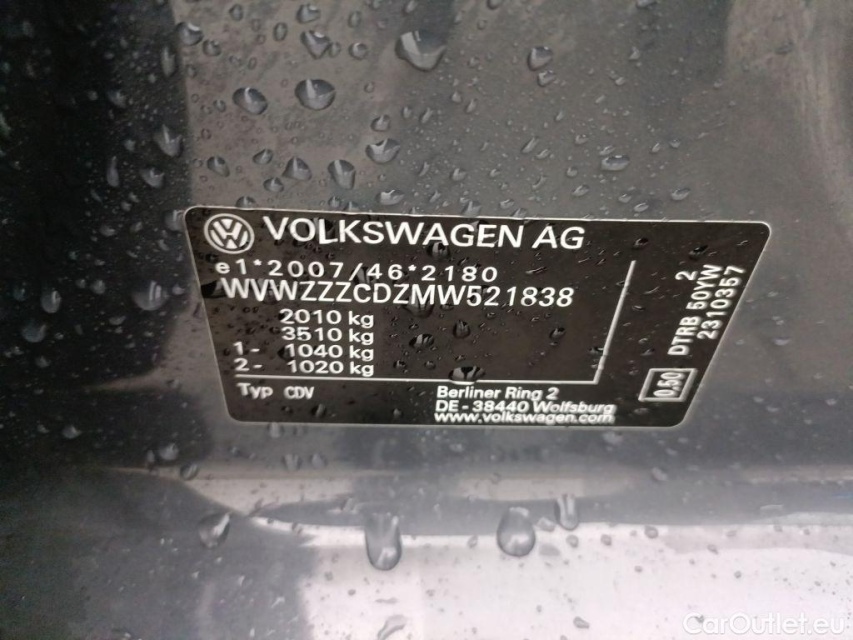 VOLKSWAGEN AG
e1*2007/46*2180
WVWZZZCDZMW521838
2010 kg
3510 kg
1- 1040 kg
2- 1020 kg
Typ CDV
Berliner Ring 2
DE - 38440 Wolfsburg
www.volkswagen.com
2
DTRB 50YW
2310357
0,50
CarOutlet.eu